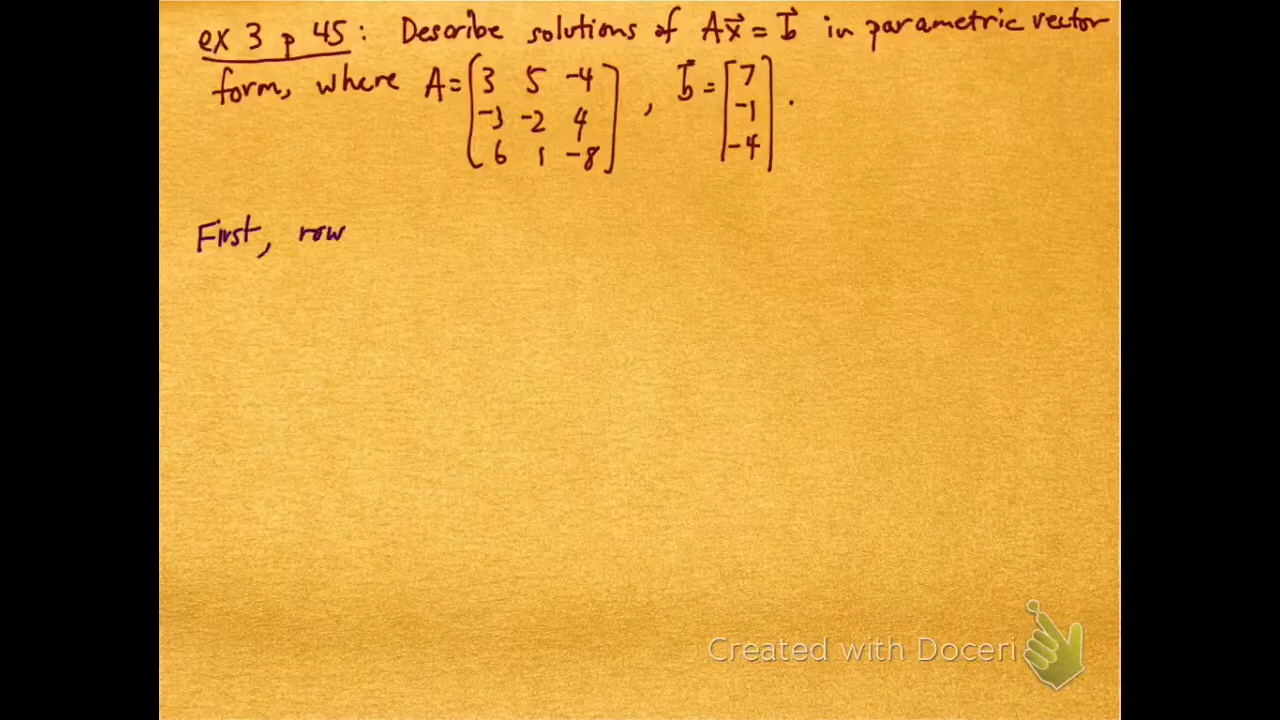 ex 3 p 45 : Describe solutions of Ax⃗ = b⃗ in parametric vector
form, where A = [3 5 -4 , b⃗ = [7
-3 -2 4 -1
6 1 -8] -4] .
First, row
Created with Doceri